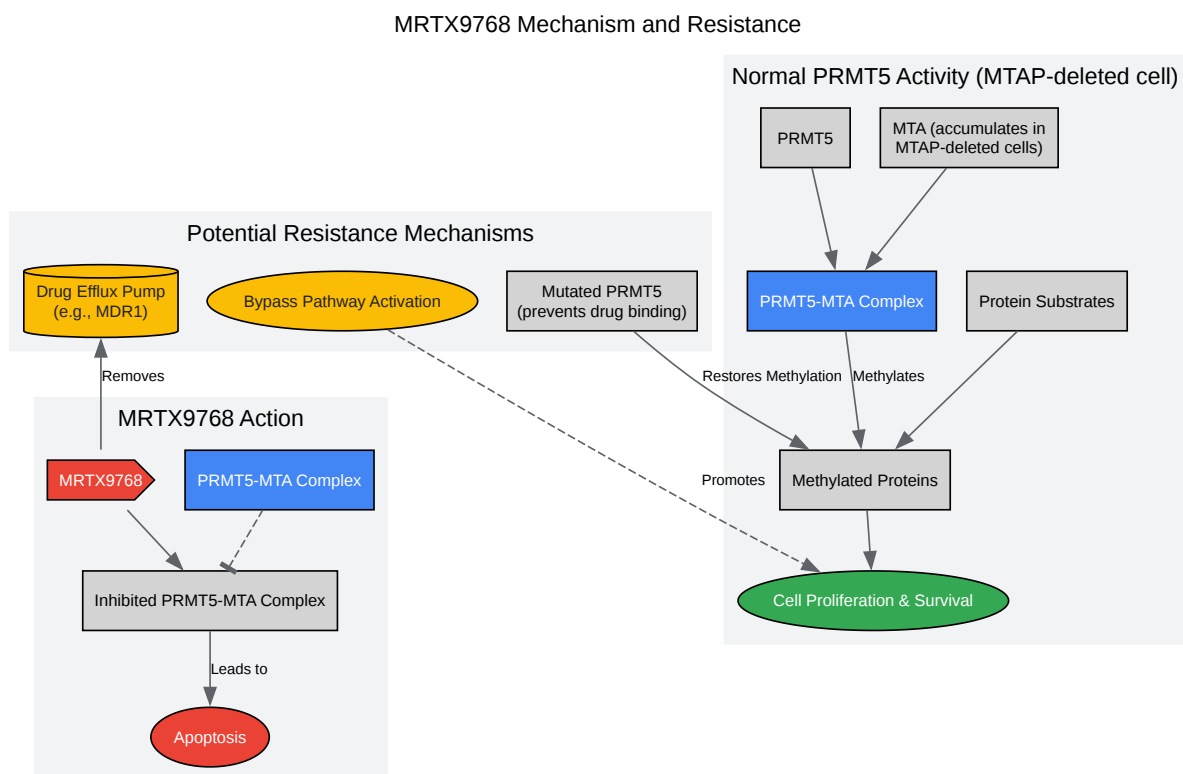 MRTX9768 Mechanism and Resistance
Normal PRMT5 Activity (MTAP-deleted cell)
PRMT5
MTA (accumulates in
MTAP-deleted cells)
PRMT5-MTA Complex
Protein Substrates
Methylates
Methylated Proteins
Cell Proliferation & Survival
Potential Resistance Mechanisms
Drug Efflux Pump
(e.g., MDR1)
Bypass Pathway Activation
Mutated PRMT5
(prevents drug binding)
Removes
Restores Methylation
Promotes
MRTX9768 Action
MRTX9768
PRMT5-MTA Complex
Inhibited PRMT5-MTA Complex
Leads to
Apoptosis